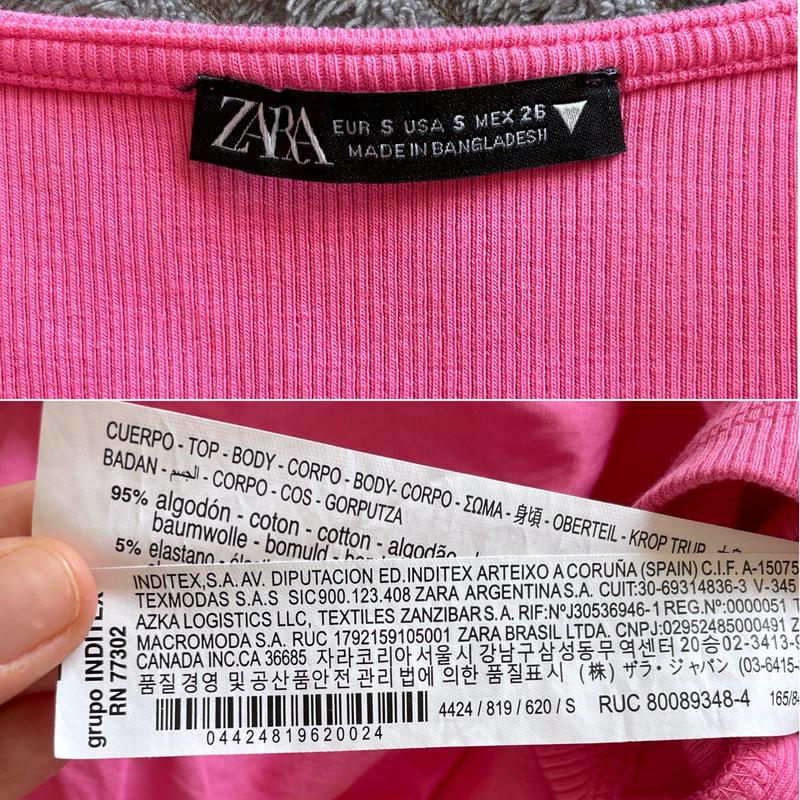 ZARA
EUR S USA S MEX 26
MADE IN BANGLADESH
CUERPO - TOP - BODY - CORPO - BODY- CORPO - ΣΩΜΑ - 身頃 - OBERTEIL - KROP TRUP
BADAN - الجسم - CORPO - COS - GORPUTZA
95% algodón - coton - cotton - algodão
baumwolle - bomuld
5% elastano
INDITEX,S.A. AV. DIPUTACION ED.INDITEX ARTEIXO A CORUÑA (SPAIN) C.I.F. A-15075
TEXMODAS S.A.S SIC 900.123.408 ZARA ARGENTINA S.A. CUIT:30-69314836-3 V-345
AZKA LOGISTICS LLC, TEXTILES ZANZIBAR S.A. RIF:NºJ30536946-1 REG.Nº:0000051
MACROMODA S.A. RUC 1792159105001 ZARA BRASIL LTDA. CNPJ:02952485000491 Z
CANADA INC.CA 36685 자라코리아 서울시 강남구삼성동무역센터 20승02-3413-9
품질경영 및 공산품안전 관리 법에 의한 품질표시 (株) ザラ・ジャパン (03-6415-
4424 / 819 / 620 / S RUC 80089348-4 165/84
04424819620024
grupo INDITEX
RN 77302